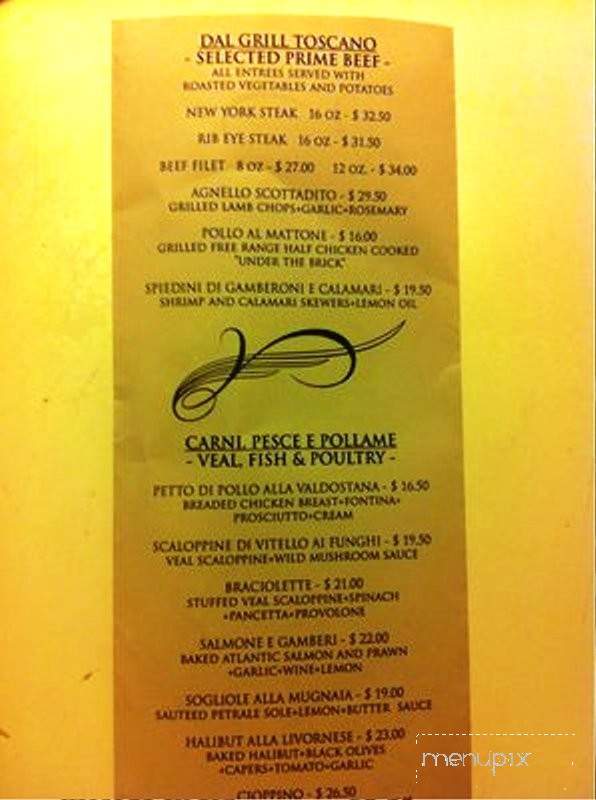 DAL GRILL TOSCANO
- SELECTED PRIME BEEF -
ALL ENTREES SERVED WITH
ROASTED VEGETABLES AND POTATOES
NEW YORK STEAK 16 OZ - $ 32.50
RIB EYE STEAK 16 OZ - $ 31.50
BEEF FILET 8 OZ - $ 27.00 12 OZ. - $ 34.00
AGNELLO SCOTTADITO - $ 29.50
GRILLED LAMB CHOPS•GARLIC•ROSEMARY
POLLO AL MATTONE - $ 16.00
GRILLED FREE RANGE HALF CHICKEN COOKED
"UNDER THE BRICK"
SPIEDINI DI GAMBERONI E CALAMARI - $ 19.50
SHRIMP AND CALAMARI SKEWERS•LEMON OIL
CARNI, PESCE E POLLAME
- VEAL, FISH & POULTRY -
PETTO DI POLLO ALLA VALDOSTANA - $ 16.50
BREADED CHICKEN BREAST•FONTINA•
PROSCIUTTO•CREAM
SCALOPPINE DI VITELLO AI FUNGHI - $ 19.50
VEAL SCALOPPINE•WILD MUSHROOM SAUCE
BRACIOLETTE - $ 21.00
STUFFED VEAL SCALOPPINE•SPINACH
•PANCETTA•PROVOLONE
SALMONE E GAMBERI - $ 22.00
BAKED ATLANTIC SALMON AND PRAWN
•GARLIC•WINE•LEMON
SOGLIOLE ALLA MUGNAIA - $ 19.00
SAUTEED PETRALE SOLE•LEMON•BUTTER SAUCE
HALIBUT ALLA LIVORNESE - $ 23.00
BAKED HALIBUT•BLACK OLIVES
•CAPERS•TOMATO•GARLIC
CIOPPINO - $ 26.50
menupix